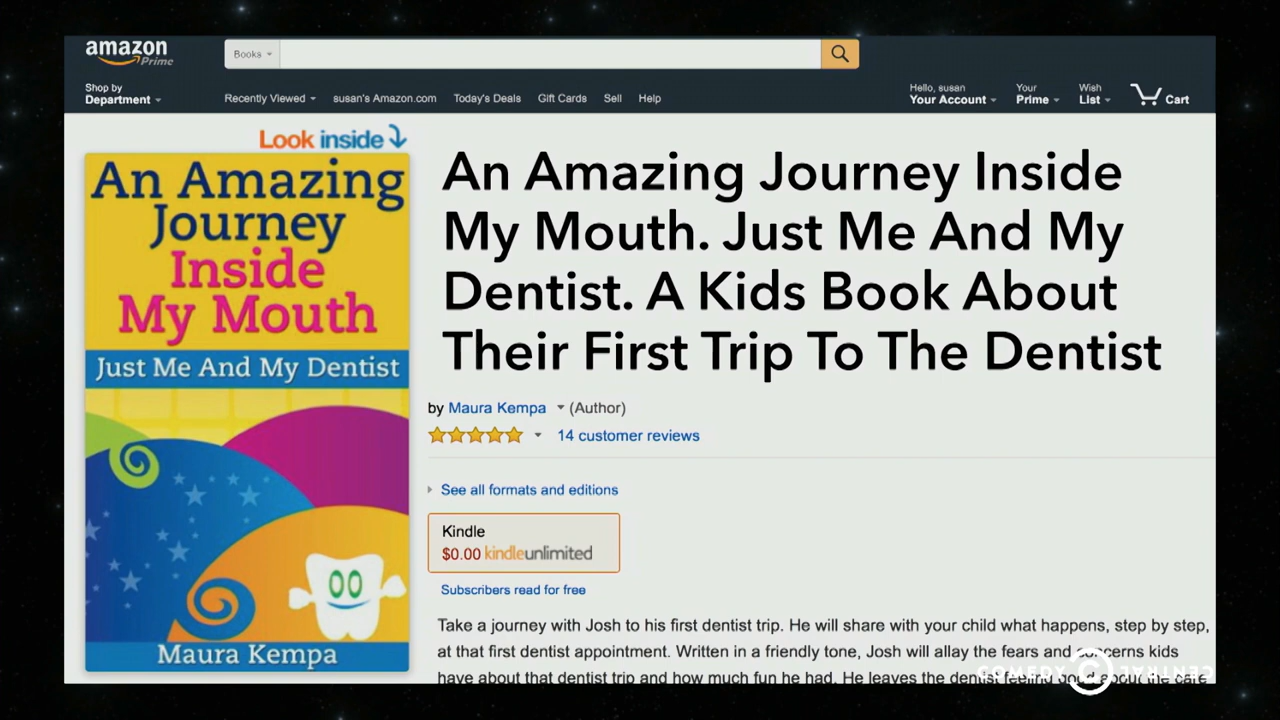 amazon
Prime
Books
Shop by
Department
Recently Viewed
susan's Amazon.com
Today's Deals
Gift Cards
Sell
Help
Hello, susan
Your Account
Your
Prime
Wish
List
Cart
Look inside
An Amazing
Journey
Inside
My Mouth
Just Me And My Dentist
Maura Kempa
An Amazing Journey Inside
My Mouth. Just Me And My
Dentist. A Kids Book About
Their First Trip To The Dentist
by Maura Kempa (Author)
14 customer reviews
See all formats and editions
Kindle
$0.00 kindleunlimited
Subscribers read for free
Take a journey with Josh to his first dentist trip. He will share with your child what happens, step by step,
at that first dentist appointment. Written in a friendly tone, Josh will allay the fears and concerns kids
have about that dentist trip and how much fun he had. He leaves the dentist feeling good about the care
COMEDY CENTRAL